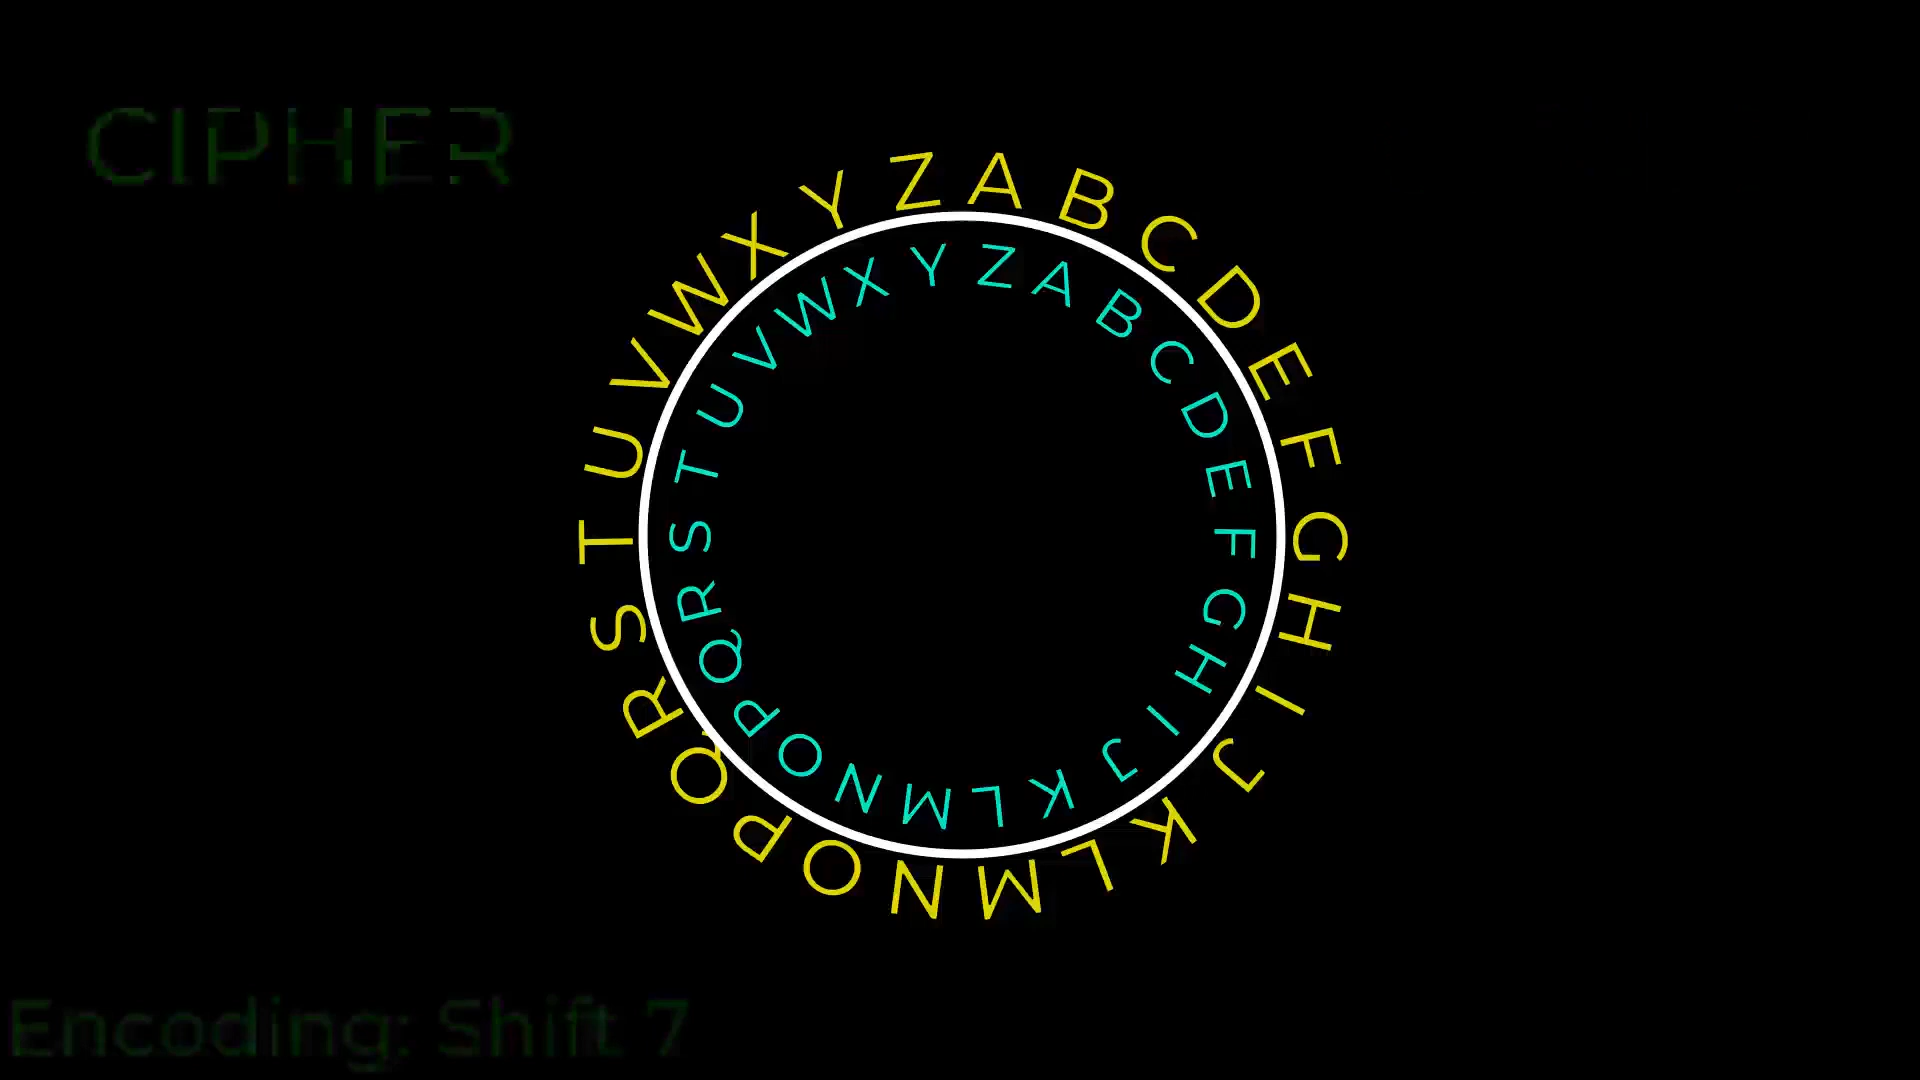 CIPHER
A B C D E F G H I J K L M N O P Q R S T U V W X Y Z
A B C D E F G H I J K L M N O P Q R S T U V W X Y Z
Encoding: Shift 7